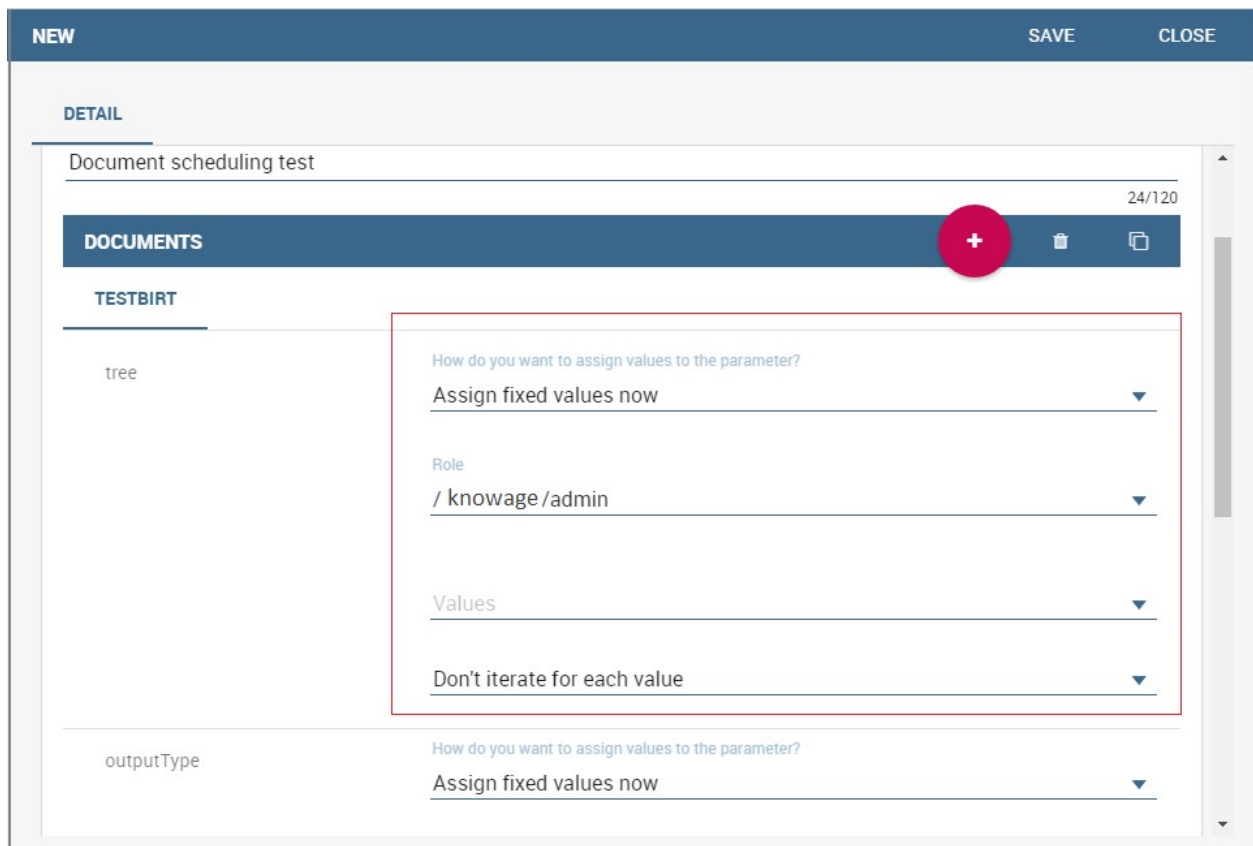 NEW SAVE CLOSE
DETAIL
Document scheduling test
24/120
DOCUMENTS
TESTBIRT
tree
How do you want to assign values to the parameter?
Assign fixed values now
Role
/ knowage /admin
Values
Don't iterate for each value
outputType
How do you want to assign values to the parameter?
Assign fixed values now